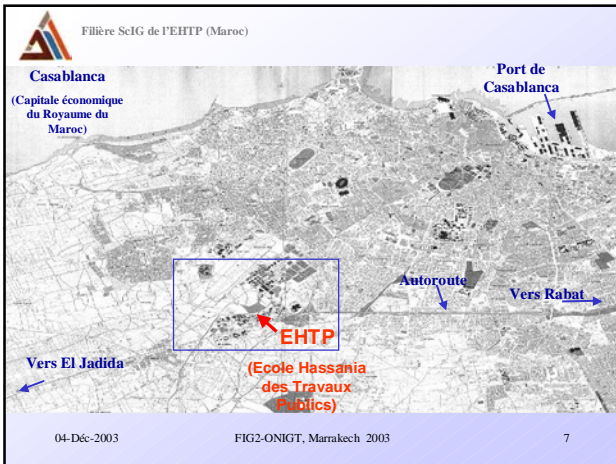 Filière ScIG de l'EHTP (Maroc)
Casablanca
(Capitale économique
du Royaume du
Maroc)
Port de
Casablanca
Autoroute
Vers Rabat
EHTP
(Ecole Hassania
des Travaux
Publics)
Vers El Jadida
04-Déc-2003
FIG2-ONIGT, Marrakech 2003
7